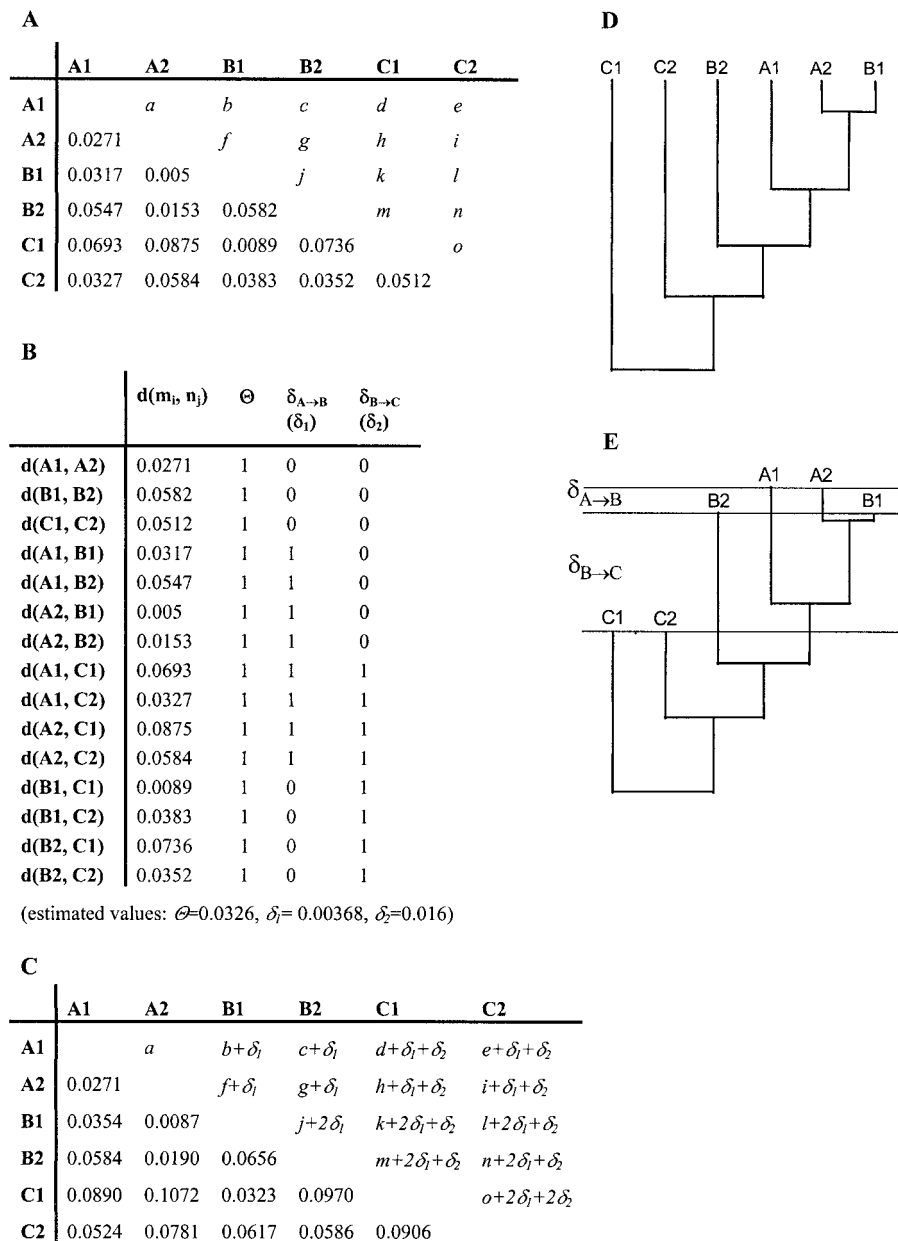 A
A1 A2 B1 B2 C1 C2
A1 a b c d e
A2 0.0271 f g h i
B1 0.0317 0.005 j k l
B2 0.0547 0.0153 0.0582 m n
C1 0.0693 0.0875 0.0089 0.0736 o
C2 0.0327 0.0584 0.0383 0.0352 0.0512
B
d(mi, nj) Θ δA→B (δ1) δB→C (δ2)
d(A1, A2) 0.0271 1 0 0
d(B1, B2) 0.0582 1 0 0
d(C1, C2) 0.0512 1 0 0
d(A1, B1) 0.0317 1 1 0
d(A1, B2) 0.0547 1 1 0
d(A2, B1) 0.005 1 1 0
d(A2, B2) 0.0153 1 1 0
d(A1, C1) 0.0693 1 1 1
d(A1, C2) 0.0327 1 1 1
d(A2, C1) 0.0875 1 1 1
d(A2, C2) 0.0584 1 1 1
d(B1, C1) 0.0089 1 0 1
d(B1, C2) 0.0383 1 0 1
d(B2, C1) 0.0736 1 0 1
d(B2, C2) 0.0352 1 0 1
(estimated values: Θ=0.0326, δ1= 0.00368, δ2=0.016)
C
A1 A2 B1 B2 C1 C2
A1 a b+δ1 c+δ1 d+δ1+δ2 e+δ1+δ2
A2 0.0271 f+δ1 g+δ1 h+δ1+δ2 i+δ1+δ2
B1 0.0354 0.0087 j+2δ1 k+2δ1+δ2 l+2δ1+δ2
B2 0.0584 0.0190 0.0656 m+2δ1+δ2 n+2δ1+δ2
C1 0.0890 0.1072 0.0323 0.0970 o+2δ1+2δ2
C2 0.0524 0.0781 0.0617 0.0586 0.0906
D
C1 C2 B2 A1 A2 B1
E
A1 A2
δA→B B2 B1
δB→C
C1 C2